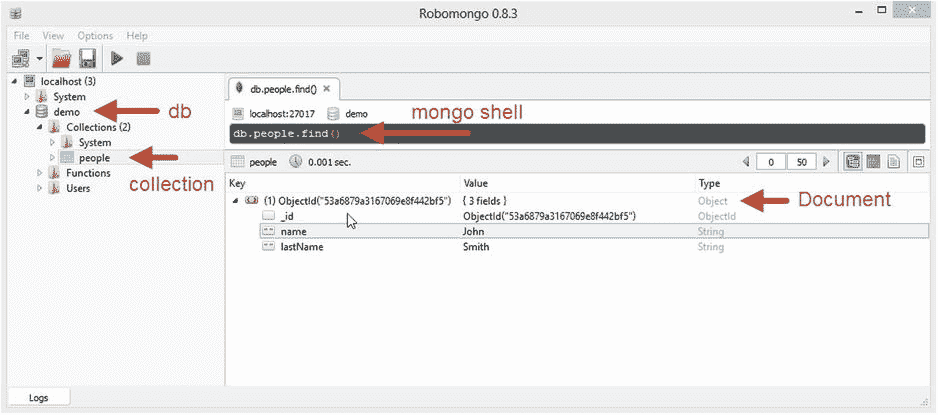 Robomongo 0.8.3
File View Options Help
localhost (3)
System
demo
db
Collections (2)
System
people
collection
Functions
Users
db.people.find()
localhost:27017 demo
mongo shell
db.people.find()
people 0.001 sec. 0 50
Key Value Type
(1) ObjectId("53a6879a3167069e8f442bf5") { 3 fields } Object
Document
_id ObjectId("53a6879a3167069e8f442bf5") ObjectId
name John String
lastName Smith String
Logs